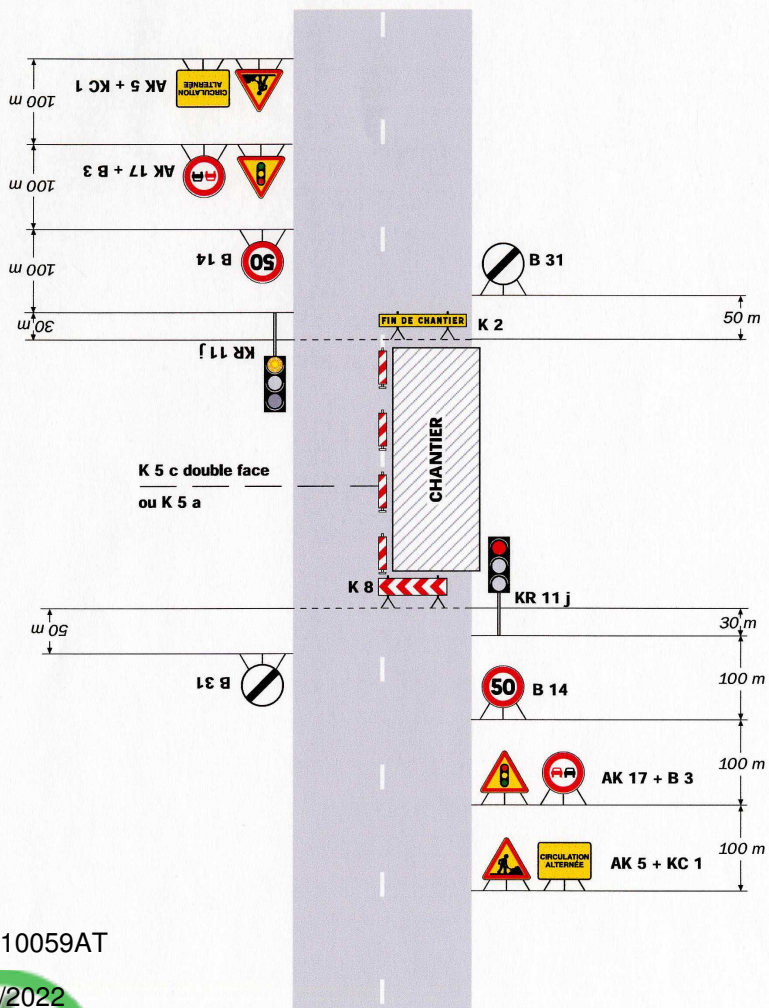 100 m
AK 5 + KC 1
CIRCULATION
ALTERNÉE
100 m
AK 17 + B 3
100 m
B 14
50
B 31
30 m
KR 11 j
FIN DE CHANTIER
K 2
50 m
CHANTIER
K 5 c double face
ou K 5 a
K 8
KR 11 j
50 m
30 m
B 31
50
B 14
100 m
AK 17 + B 3
100 m
CIRCULATION
ALTERNÉE
AK 5 + KC 1
100 m
10059AT
/2022